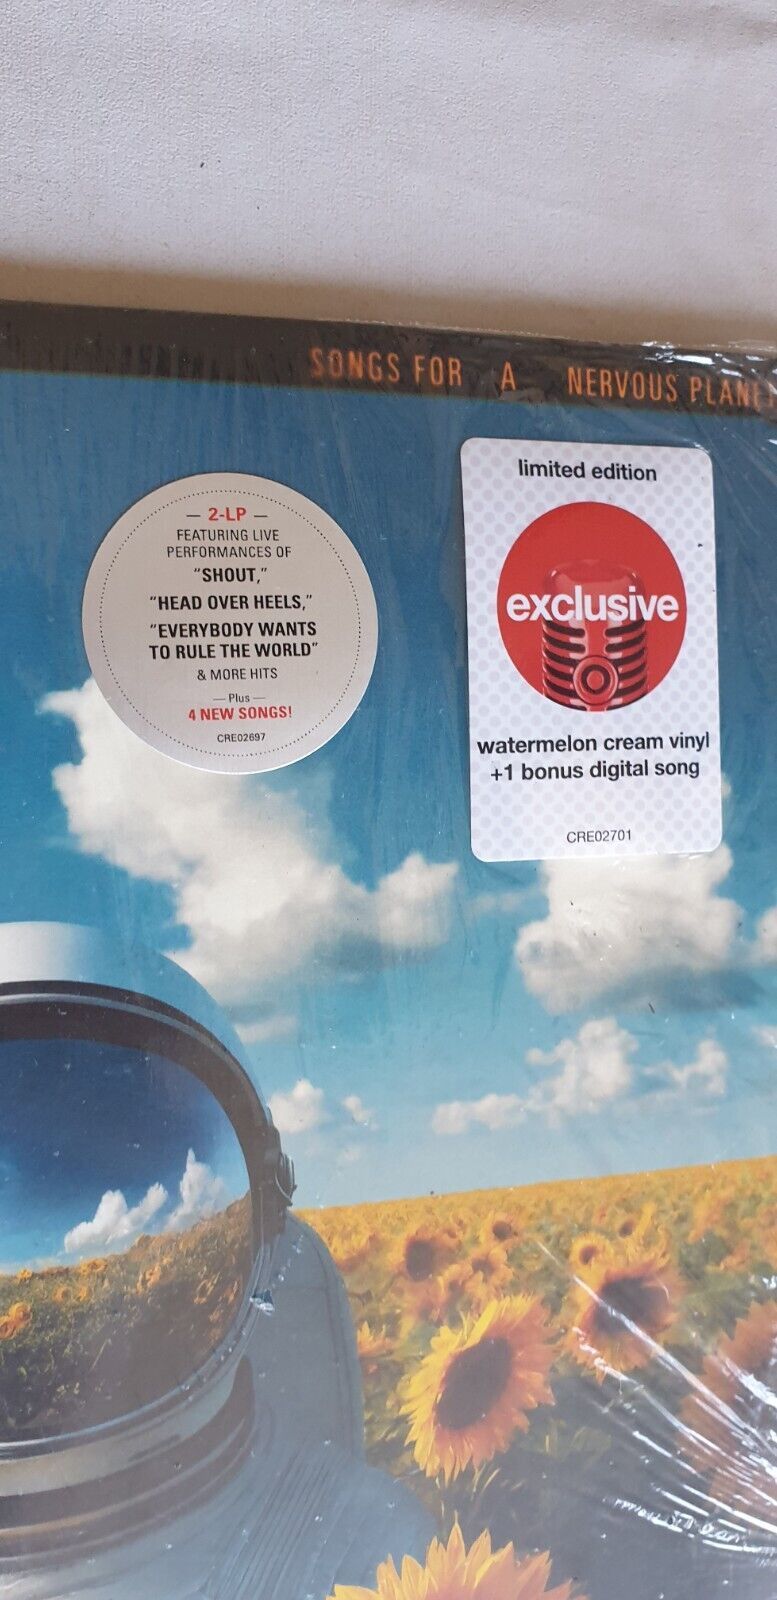 SONGS FOR A NERVOUS PLANE
— 2-LP —
FEATURING LIVE
PERFORMANCES OF
"SHOUT,"
"HEAD OVER HEELS,"
"EVERYBODY WANTS
TO RULE THE WORLD"
& MORE HITS
— Plus —
4 NEW SONGS!
CRE02697
limited edition
exclusive
watermelon cream vinyl
+1 bonus digital song
CRE02701